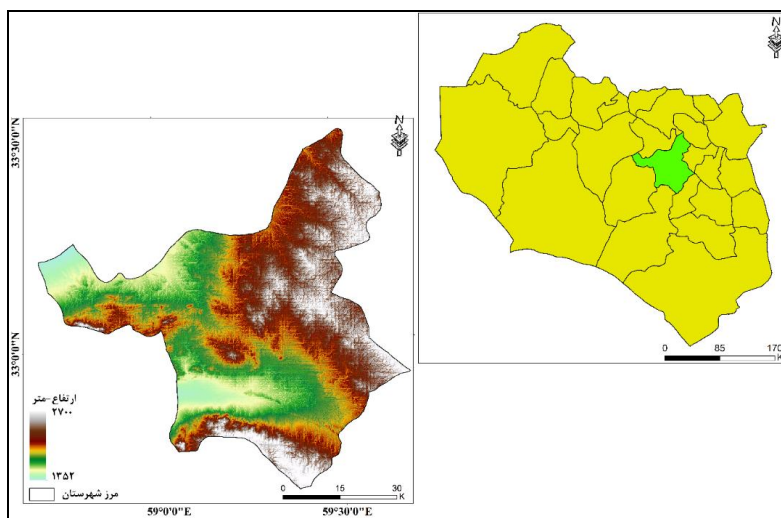 N
33°30'0"N
33°0'0"N
ارتفاع-متر
۲۷۰۰
۱۳۵۲
مرز شهرستان
0 15 30
K
59°0'0"E 59°30'0"E
N
0 85 170
K